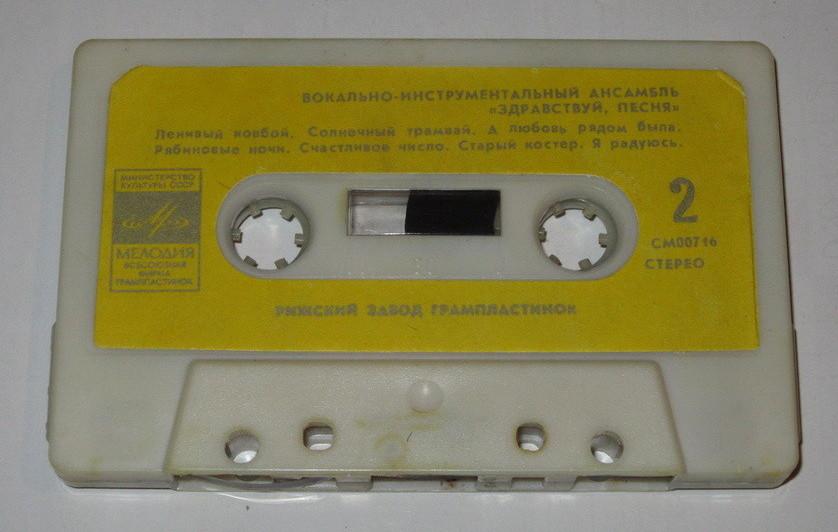 ВОКАЛЬНО-ИНСТРУМЕНТАЛЬНЫЙ АНСАМБЛЬ
«ЗДРАВСТВУЙ, ПЕСНЯ»
Ленивый ковбой. Солнечный трамвай. А любовь рядом была.
Рябиновые ночи. Счастливое число. Старый костер. Я радуюсь.
МИНИСТЕРСТВО
КУЛЬТУРЫ СССР
МЕЛОДИЯ
ВСЕСОЮЗНАЯ
ФИРМА
ГРАМПЛАСТИНОК
2
СМ00716
СТЕРЕО
РИЖСКИЙ ЗАВОД ГРАМПЛАСТИНОК